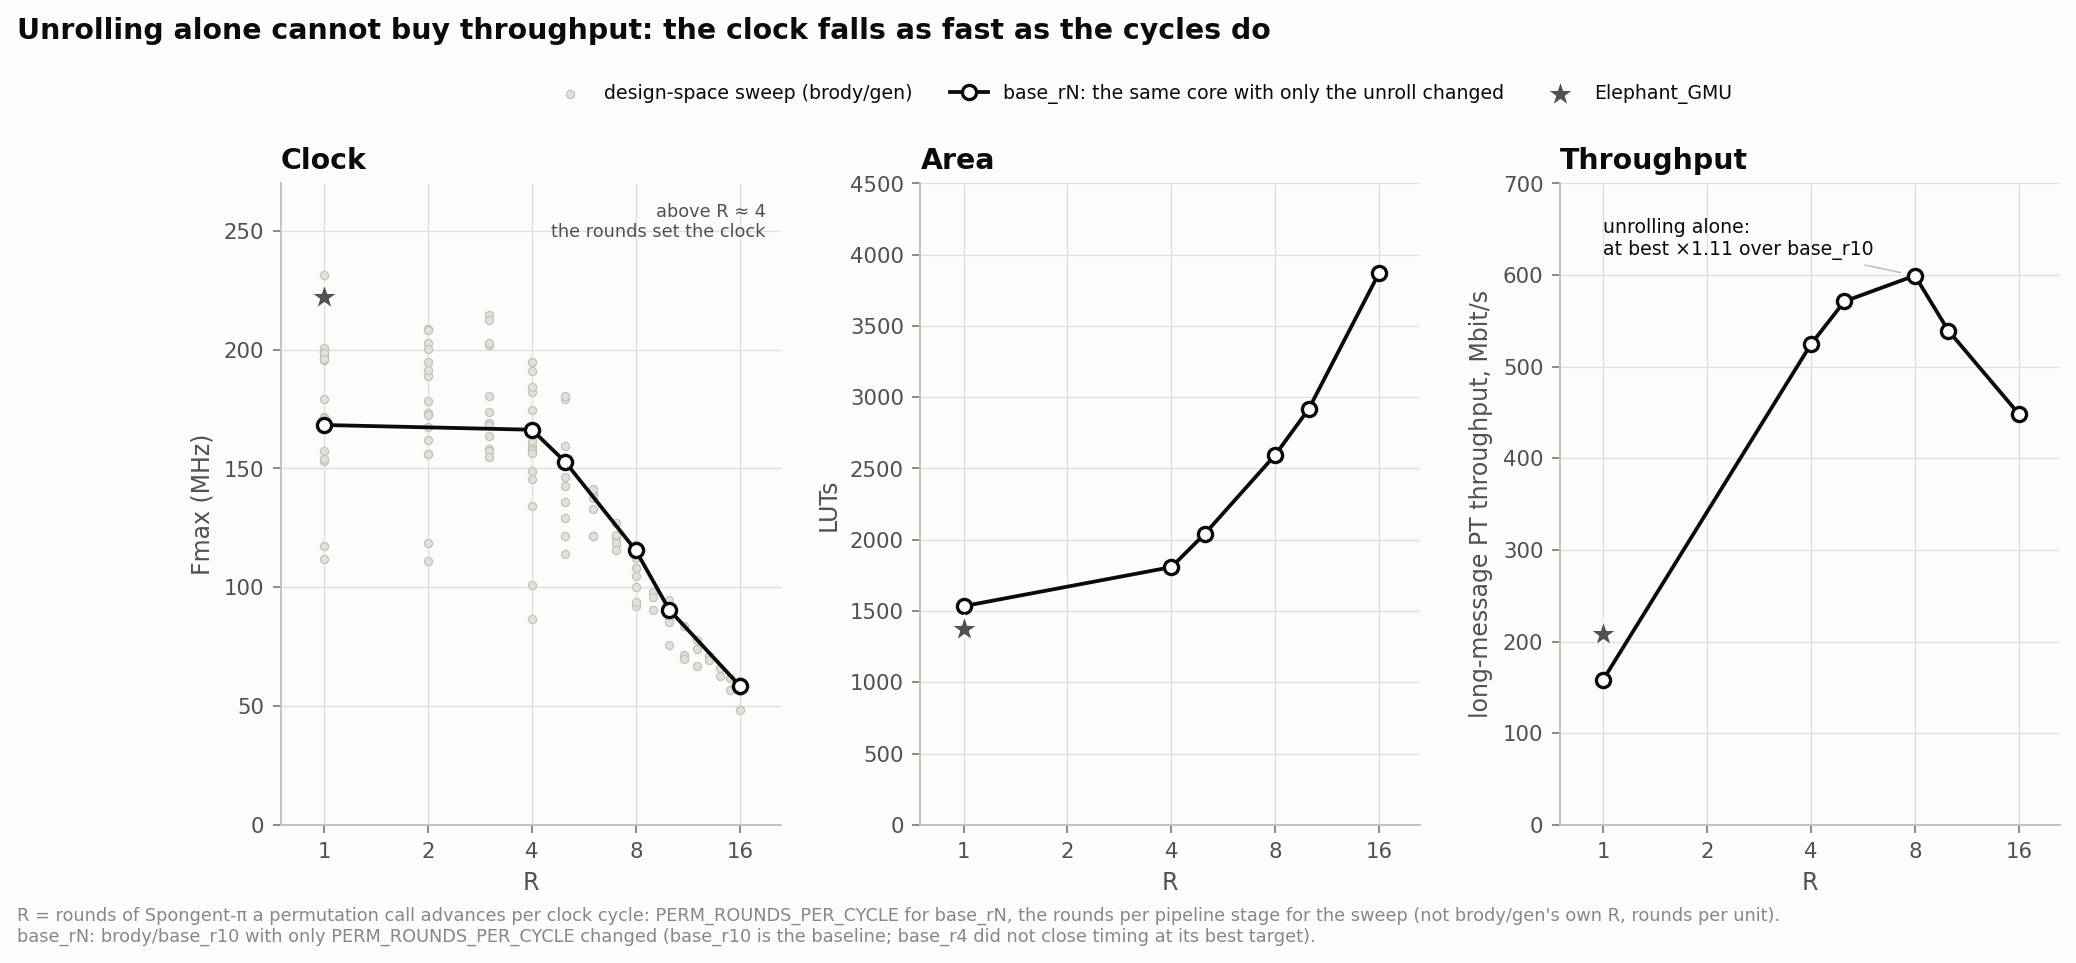 Unrolling alone cannot buy throughput: the clock falls as fast as the cycles do
design-space sweep (brody/gen)
base_rN: the same core with only the unroll changed
Elephant_GMU
Clock
above R ≈ 4
the rounds set the clock
Fmax (MHz)
250
200
150
100
50
0
1
2
4
8
16
R
Area
LUTs
4500
4000
3500
3000
2500
2000
1500
1000
500
0
1
2
4
8
16
R
Throughput
unrolling alone:
at best ×1.11 over base_r10
long-message PT throughput, Mbit/s
700
600
500
400
300
200
100
0
1
2
4
8
16
R
R = rounds of Spongent-π a permutation call advances per clock cycle: PERM_ROUNDS_PER_CYCLE for base_rN, the rounds per pipeline stage for the sweep (not brody/gen's own R, rounds per unit).
base_rN: brody/base_r10 with only PERM_ROUNDS_PER_CYCLE changed (base_r10 is the baseline; base_r4 did not close timing at its best target).